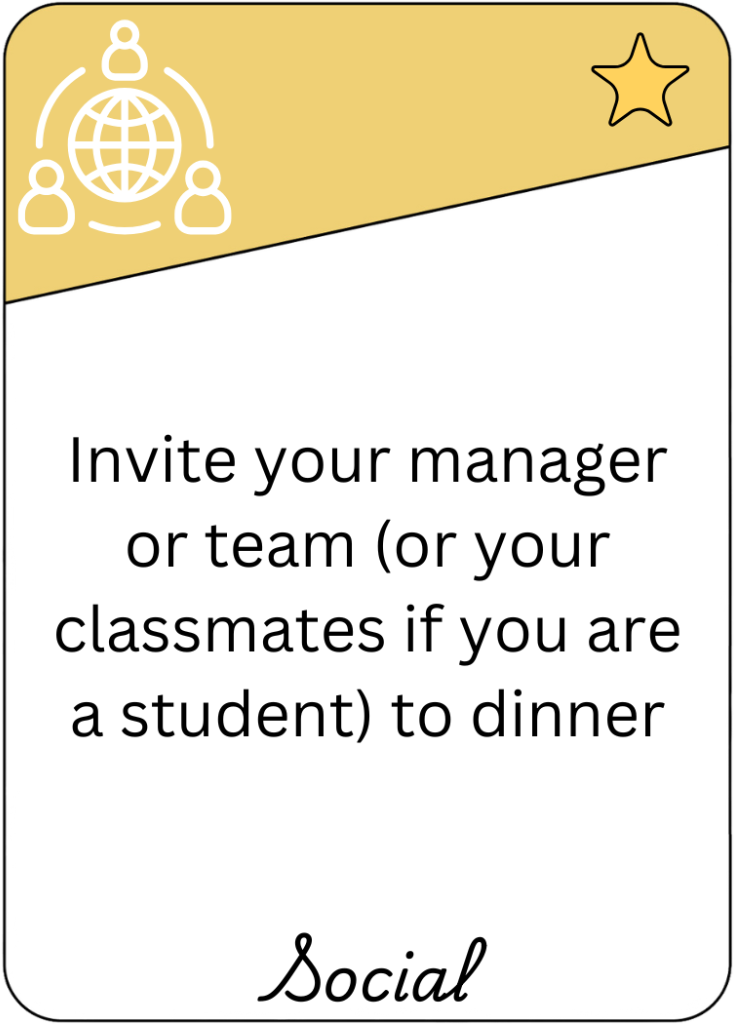 Invite your manager
or team (or your
classmates if you are
a student) to dinner
Social